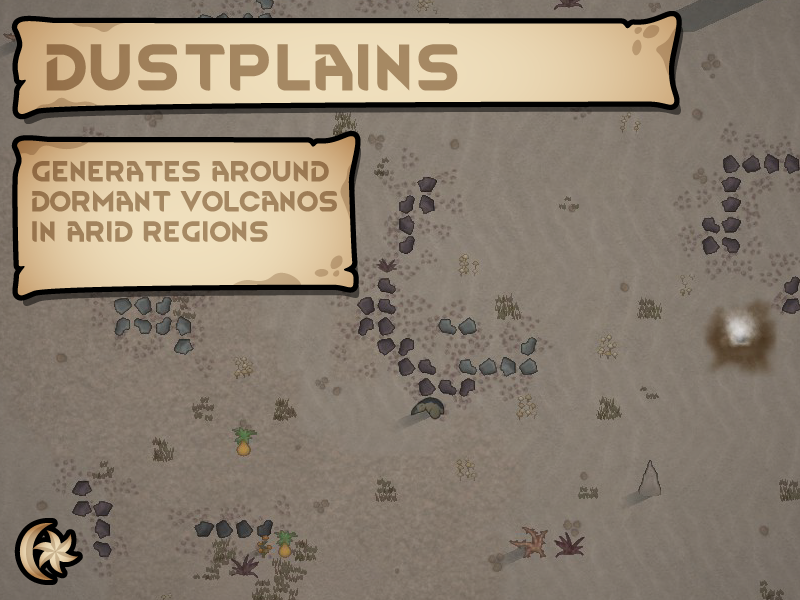 DUSTPLAINS
GENERATES AROUND
DORMANT VOLCANOS
IN ARID REGIONS